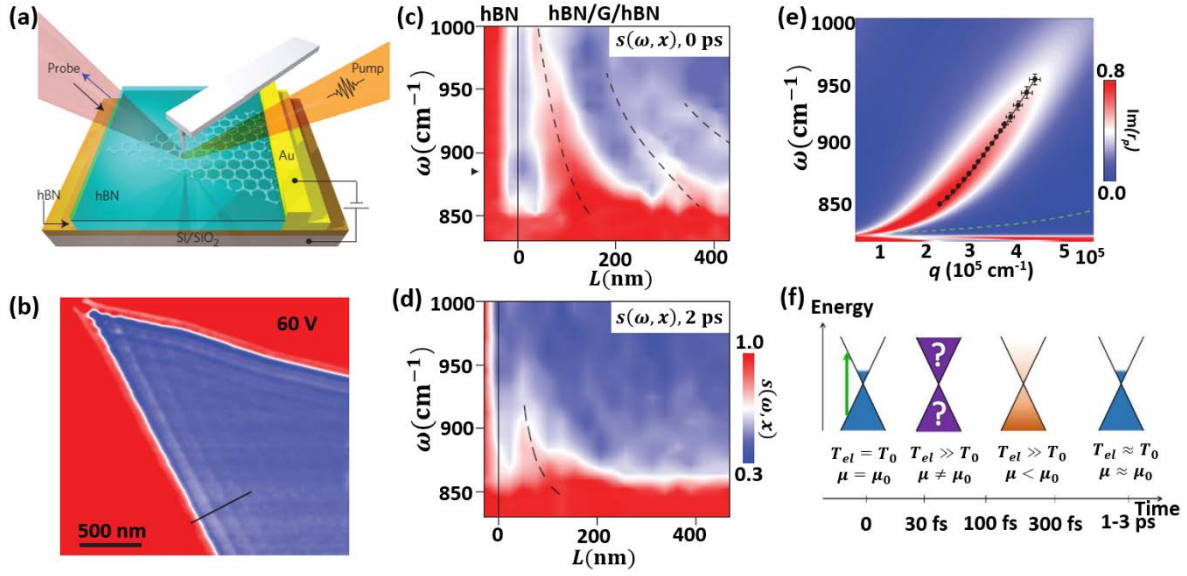 (a)
Probe
Pump
Au
hBN
hBN
Si/SiO₂
(b)
60 V
500 nm
(c)
hBN
hBN/G/hBN
s(ω, x), 0 ps
1000
950
900
850
ω(cm⁻¹)
0
200
400
L(nm)
(d)
s(ω, x), 2 ps
1000
950
900
850
ω(cm⁻¹)
0
200
400
L(nm)
1.0
0.3
s(ω, x)
(e)
1000
950
900
850
ω(cm⁻¹)
1 2 3 4 5 10⁵
q (10⁵ cm⁻¹)
0.8
0.0
Im(rₚ)
(f)
Energy
? ?
T_el = T₀ T_el ≫ T₀ T_el ≫ T₀ T_el ≈ T₀
μ = μ₀ μ ≠ μ₀ μ < μ₀ μ ≈ μ₀
Time
0 30 fs 100 fs 300 fs 1-3 ps